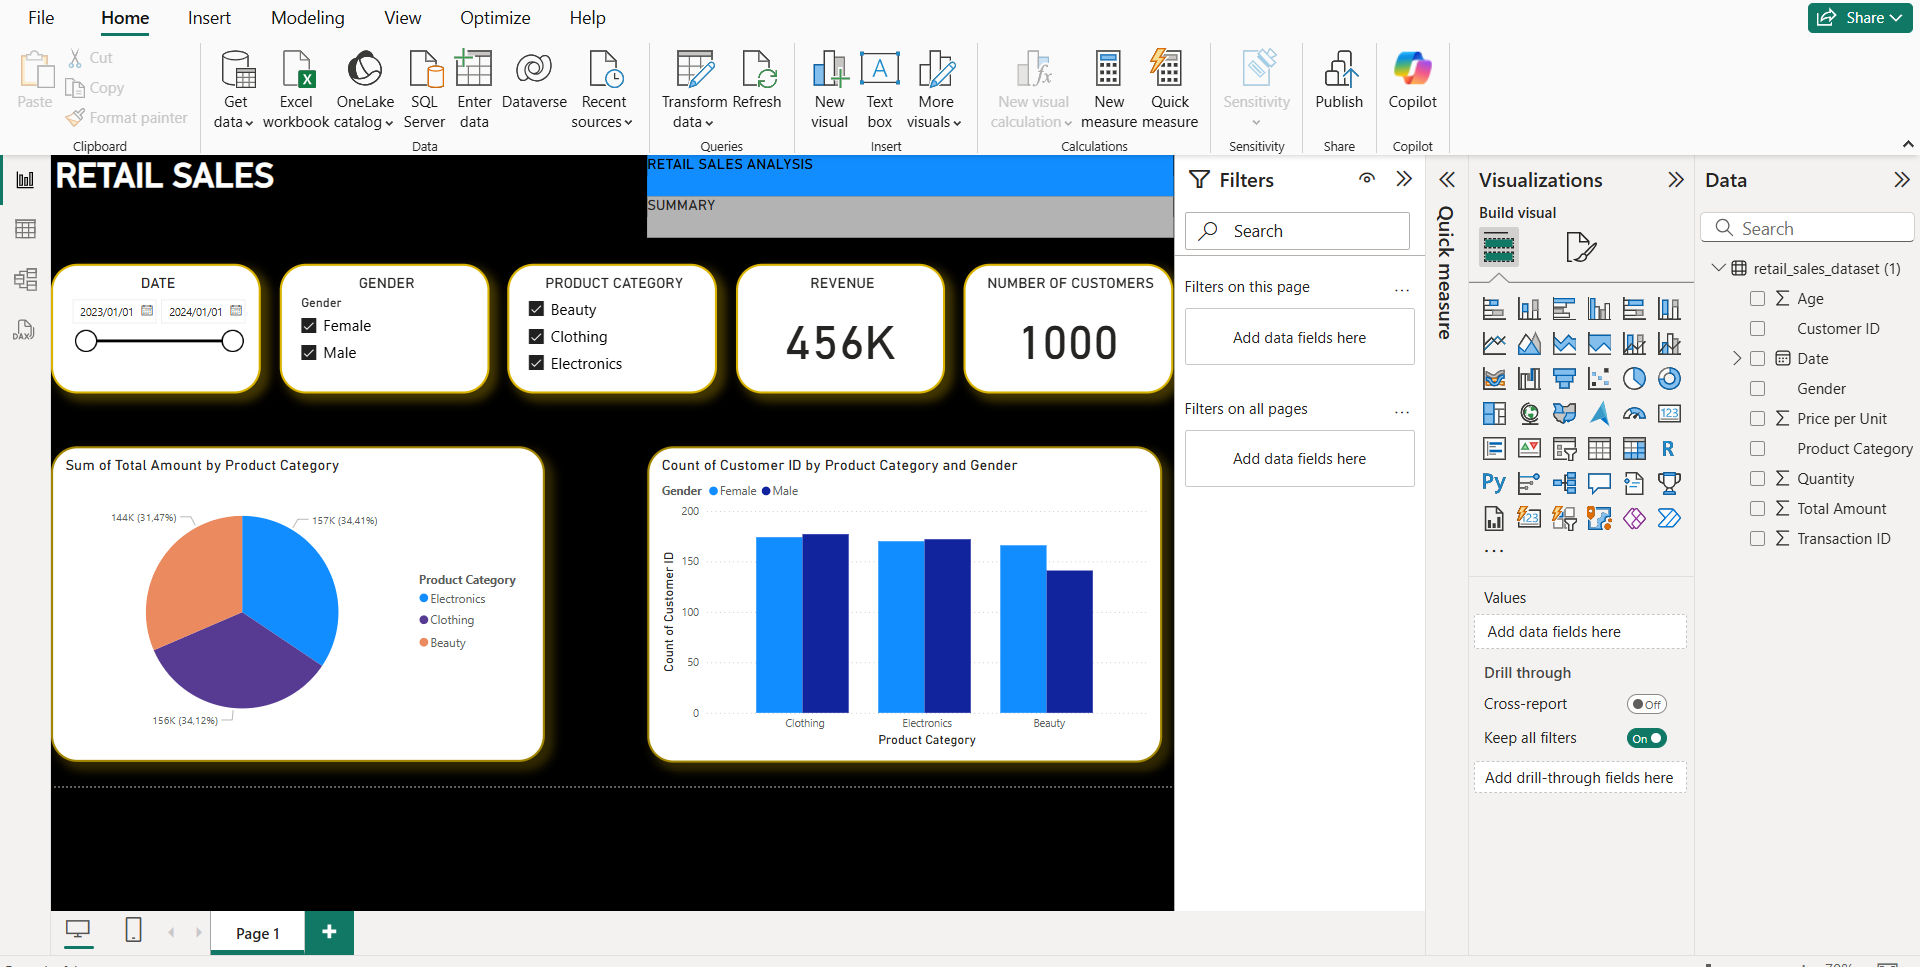 File Home Insert Modeling View Optimize Help Share
Paste
Cut
Copy
Format painter
Clipboard
Get data
Excel workbook
OneLake catalog
SQL Server
Enter data
Dataverse
Recent sources
Data
Transform data
Refresh
Queries
New visual
Text box
More visuals
Insert
New visual calculation
New measure
Quick measure
Calculations
Sensitivity
Sensitivity
Publish
Share
Copilot
Copilot
RETAIL SALES
RETAIL SALES ANALYSIS
SUMMARY
DATE
2023/01/01 2024/01/01
GENDER
Gender
Female
Male
PRODUCT CATEGORY
Beauty
Clothing
Electronics
REVENUE
456K
NUMBER OF CUSTOMERS
1000
Sum of Total Amount by Product Category
144K (31,47%)
157K (34,41%)
156K (34,12%)
Product Category
Electronics
Clothing
Beauty
Count of Customer ID by Product Category and Gender
Gender Female Male
Count of Customer ID
200
150
100
50
0
Clothing Electronics Beauty
Product Category
Page 1
Filters
Search
Filters on this page
Add data fields here
Filters on all pages
Add data fields here
Quick measure
Visualizations
Build visual
123
R
Py
123
Values
Add data fields here
Drill through
Cross-report Off
Keep all filters On
Add drill-through fields here
Data
Search
retail_sales_dataset (1)
Age
Customer ID
Date
Gender
Price per Unit
Product Category
Quantity
Total Amount
Transaction ID